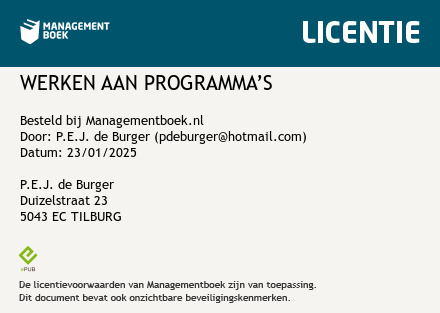 MANAGEMENT
BOEK
LICENTIE
WERKEN AAN PROGRAMMA'S
Besteld bij Managementboek.nl
Door: P.E.J. de Burger (pdeburger@hotmail.com)
Datum: 23/01/2025
P.E.J. de Burger
Duizelstraat 23
5043 EC TILBURG
ePUB
De licentievoorwaarden van Managementboek zijn van toepassing.
Dit document bevat ook onzichtbare beveiligingskenmerken.